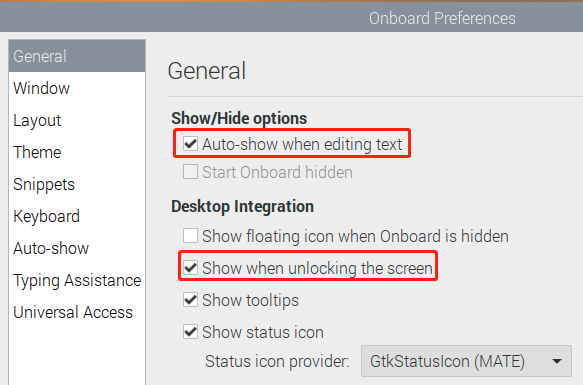 Onboard Preferences
General
Window
Layout
Theme
Snippets
Keyboard
Auto-show
Typing Assistance
Universal Access
General
Show/Hide options
Auto-show when editing text
Start Onboard hidden
Desktop Integration
Show floating icon when Onboard is hidden
Show when unlocking the screen
Show tooltips
Show status icon
Status icon provider: GtkStatusIcon (MATE)